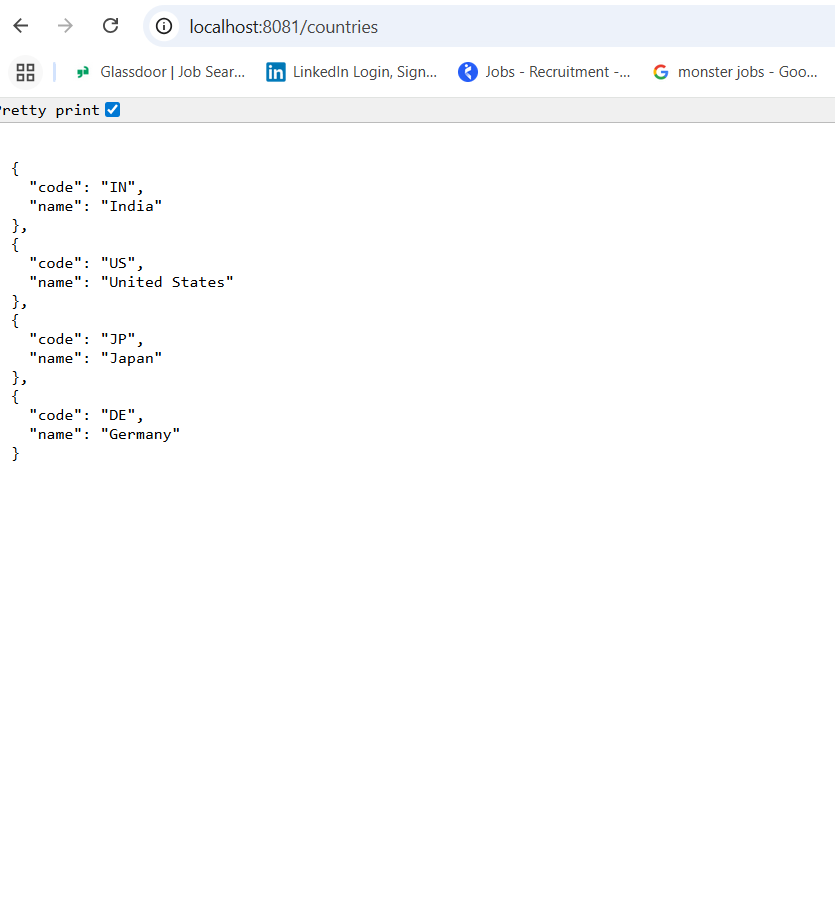 localhost:8081/countries
Glassdoor | Job Sear... LinkedIn Login, Sign... Jobs - Recruitment -... monster jobs - Goo...
retty print
{
"code": "IN",
"name": "India"
},
{
"code": "US",
"name": "United States"
},
{
"code": "JP",
"name": "Japan"
},
{
"code": "DE",
"name": "Germany"
}